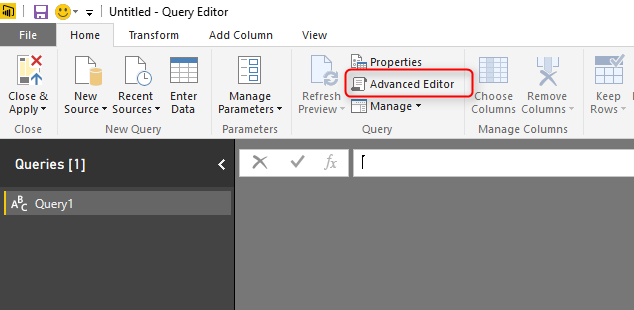 Untitled - Query Editor
File Home Transform Add Column View
Close & Apply
New Source
Recent Sources
Enter Data
Manage Parameters
Refresh Preview
Properties
Advanced Editor
Manage
Choose Columns
Remove Columns
Keep Rows
Close
New Query
Parameters
Query
Manage Columns
Queries [1]
fx
ABC Query1